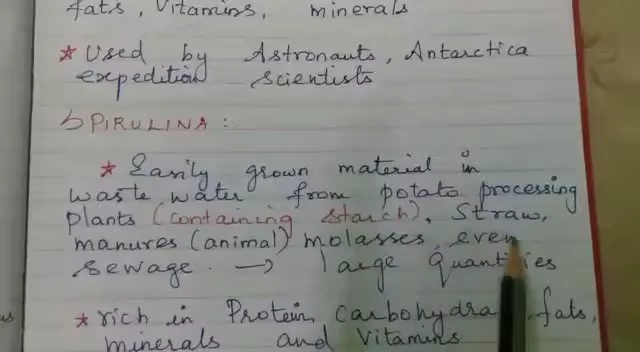 fats, Vitamins, minerals
* Used by Astronauts, Antarctica
expedition scientists
SPIRULINA :
* Easily grown material in
waste water from potato processing
plants (containing starch), Straw,
manures (animal) molasses, even
sewage. → large quantities
* rich in Protein, carbohydra fats,
minerals and Vitamins